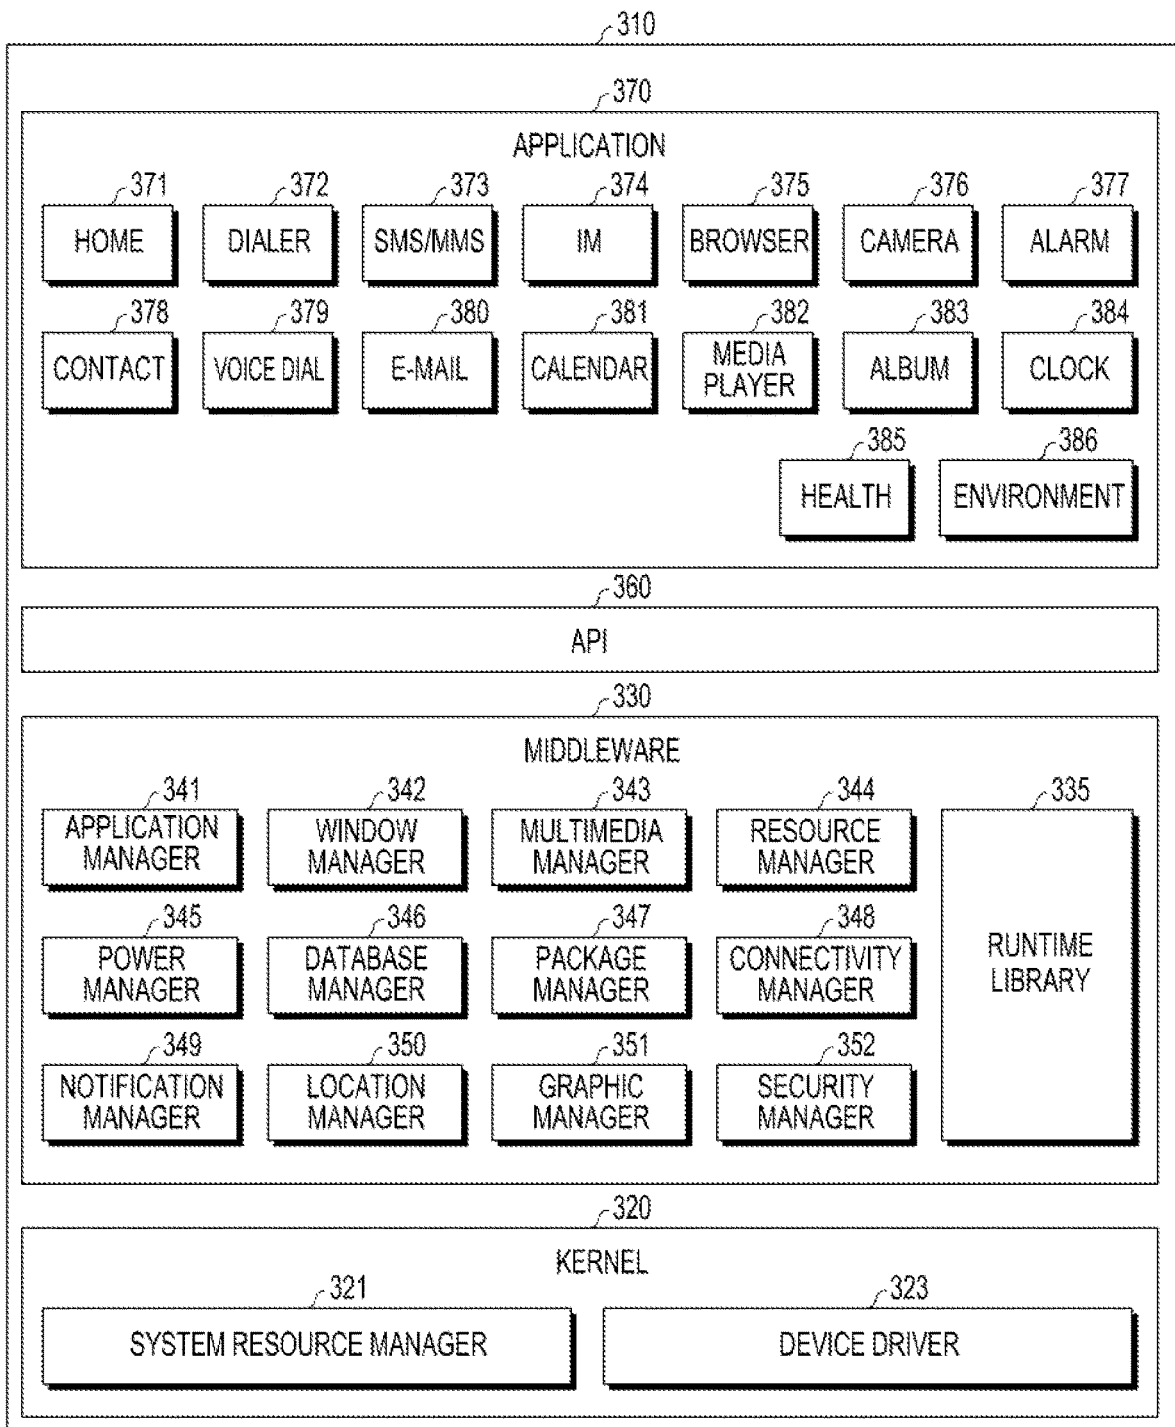 310
370
APPLICATION
371 372 373 374 375 376 377
HOME DIALER SMS/MMS IM BROWSER CAMERA ALARM
378 379 380 381 382 383 384
CONTACT VOICE DIAL E-MAIL CALENDAR MEDIA PLAYER ALBUM CLOCK
385 386
HEALTH ENVIRONMENT
360
API
330
MIDDLEWARE
341 342 343 344 335
APPLICATION MANAGER WINDOW MANAGER MULTIMEDIA MANAGER RESOURCE MANAGER
345 346 347 348
POWER MANAGER DATABASE MANAGER PACKAGE MANAGER CONNECTIVITY MANAGER RUNTIME LIBRARY
349 350 351 352
NOTIFICATION MANAGER LOCATION MANAGER GRAPHIC MANAGER SECURITY MANAGER
320
KERNEL
321 323
SYSTEM RESOURCE MANAGER DEVICE DRIVER